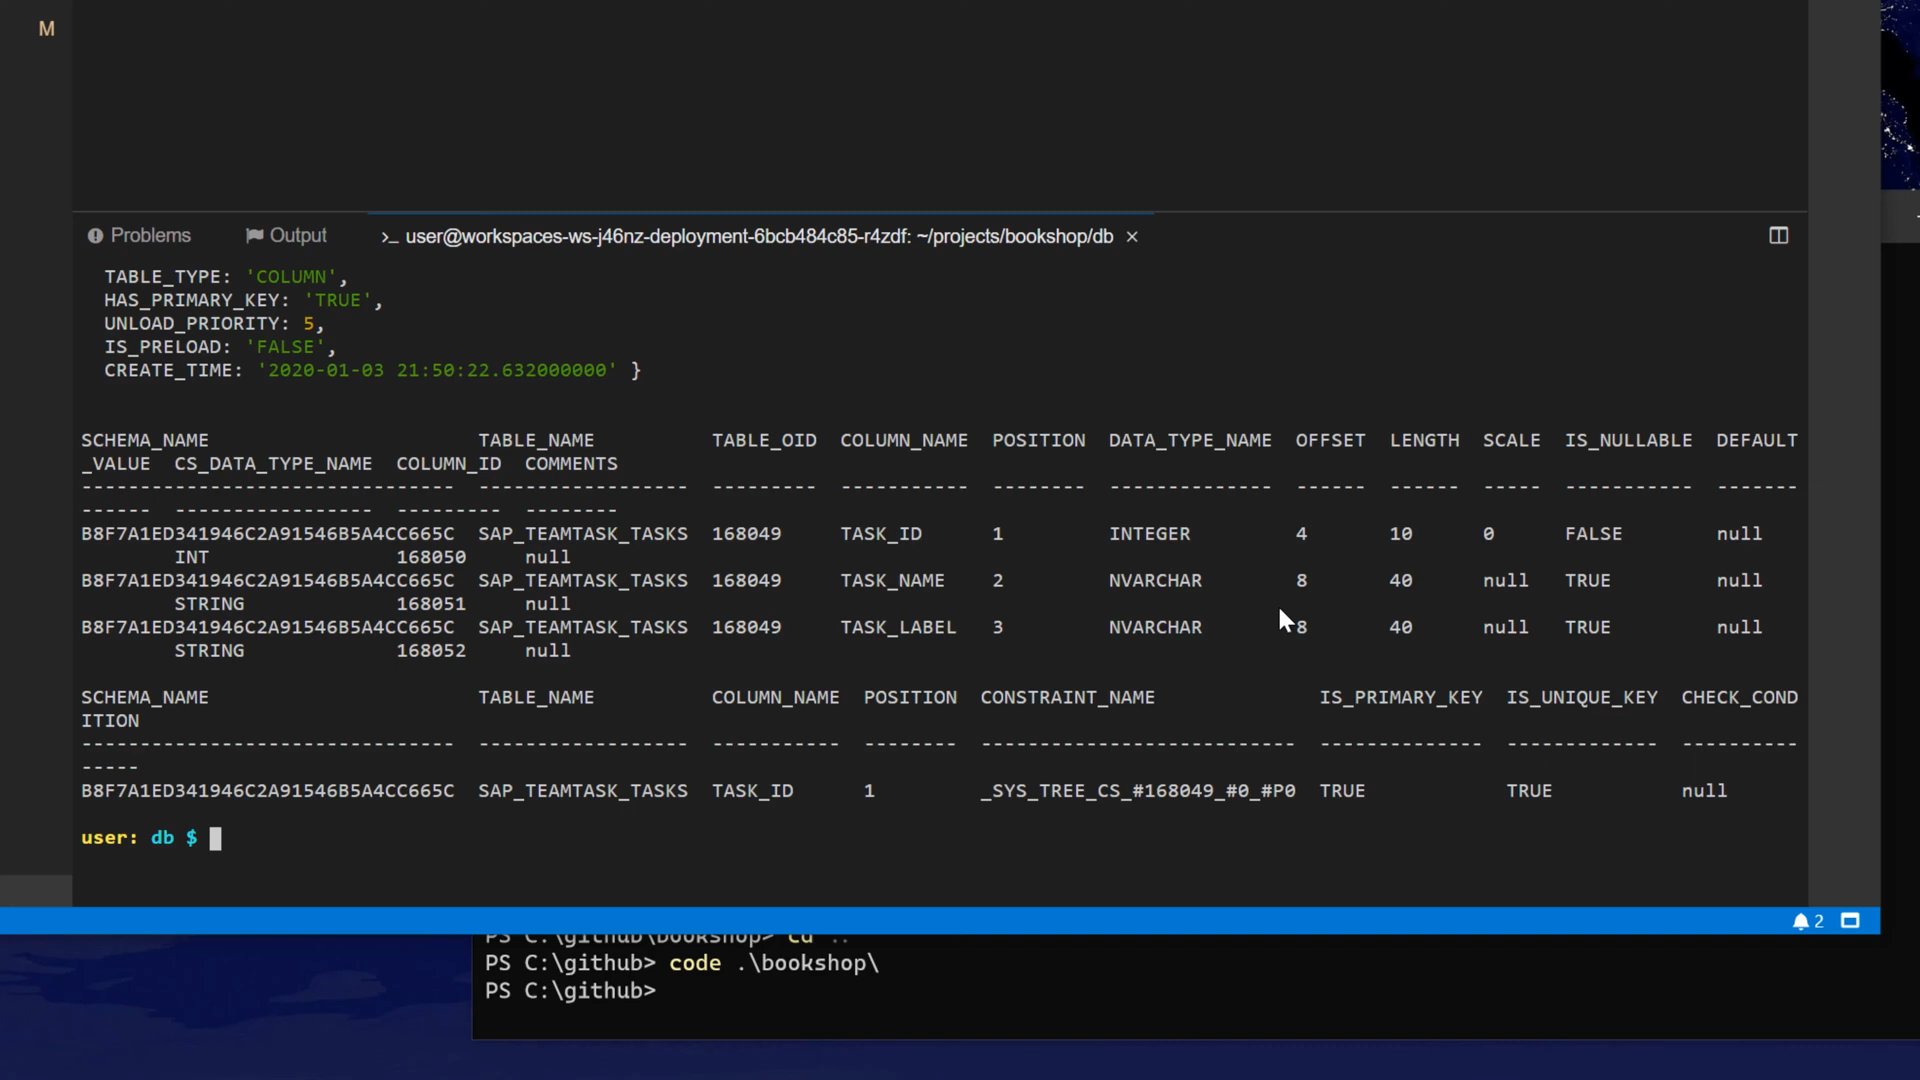 M
Problems Output >_ user@workspaces-ws-j46nz-deployment-6bcb484c85-r4zdf: ~/projects/bookshop/db ×
TABLE_TYPE: 'COLUMN',
HAS_PRIMARY_KEY: 'TRUE',
UNLOAD_PRIORITY: 5,
IS_PRELOAD: 'FALSE',
CREATE_TIME: '2020-01-03 21:50:22.632000000' }
SCHEMA_NAME TABLE_NAME TABLE_OID COLUMN_NAME POSITION DATA_TYPE_NAME OFFSET LENGTH SCALE IS_NULLABLE DEFAULT
_VALUE CS_DATA_TYPE_NAME COLUMN_ID COMMENTS
-------------------------------- ------------------ --------- ----------- -------- -------------- ------ ------ ----- ----------- -------
------ ----------------- --------- --------
B8F7A1ED341946C2A91546B5A4CC665C SAP_TEAMTASK_TASKS 168049 TASK_ID 1 INTEGER 4 10 0 FALSE null
INT 168050 null
B8F7A1ED341946C2A91546B5A4CC665C SAP_TEAMTASK_TASKS 168049 TASK_NAME 2 NVARCHAR 8 40 null TRUE null
STRING 168051 null
B8F7A1ED341946C2A91546B5A4CC665C SAP_TEAMTASK_TASKS 168049 TASK_LABEL 3 NVARCHAR 8 40 null TRUE null
STRING 168052 null
SCHEMA_NAME TABLE_NAME COLUMN_NAME POSITION CONSTRAINT_NAME IS_PRIMARY_KEY IS_UNIQUE_KEY CHECK_COND
ITION
-------------------------------- ------------------ ----------- -------- --------------------------- -------------- ------------- ----------
-----
B8F7A1ED341946C2A91546B5A4CC665C SAP_TEAMTASK_TASKS TASK_ID 1 _SYS_TREE_CS_#168049_#0_#P0 TRUE TRUE null
user: db $
2
PS C:\github\bookshop> cd ..
PS C:\github> code .\bookshop\
PS C:\github>